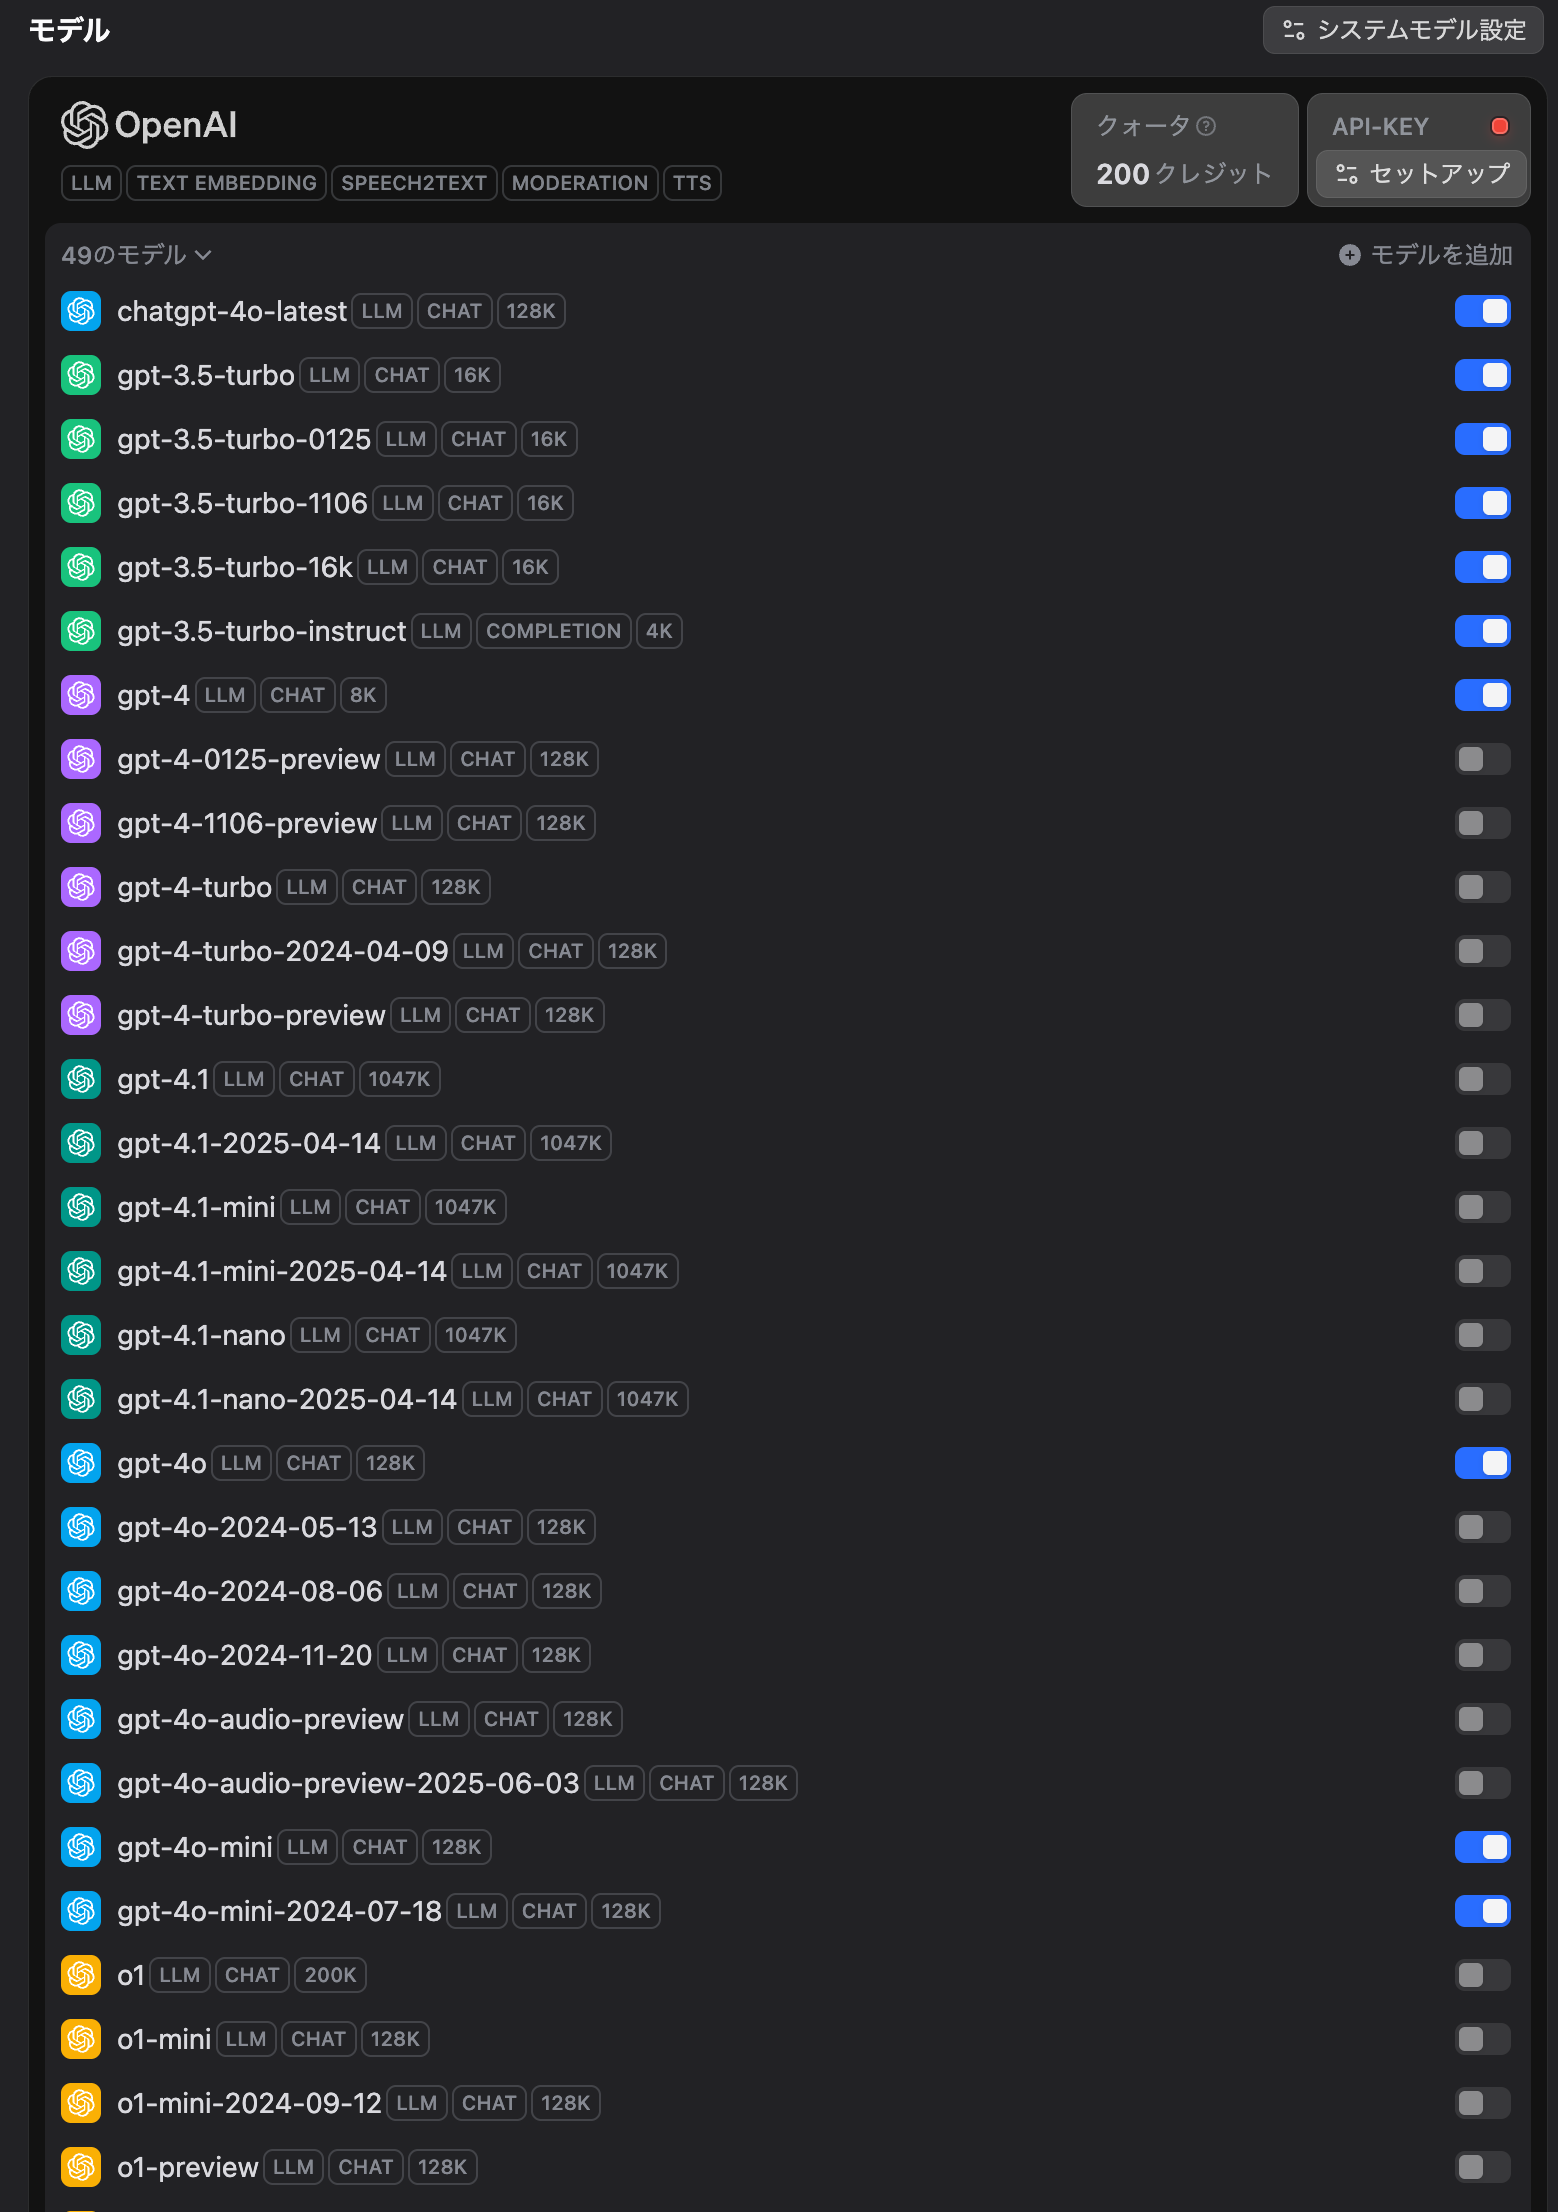 モデル
システムモデル設定
OpenAI
LLM TEXT EMBEDDING SPEECH2TEXT MODERATION TTS
クォータ
200 クレジット
API-KEY
セットアップ
49のモデル
モデルを追加
chatgpt-4o-latest LLM CHAT 128K
gpt-3.5-turbo LLM CHAT 16K
gpt-3.5-turbo-0125 LLM CHAT 16K
gpt-3.5-turbo-1106 LLM CHAT 16K
gpt-3.5-turbo-16k LLM CHAT 16K
gpt-3.5-turbo-instruct LLM COMPLETION 4K
gpt-4 LLM CHAT 8K
gpt-4-0125-preview LLM CHAT 128K
gpt-4-1106-preview LLM CHAT 128K
gpt-4-turbo LLM CHAT 128K
gpt-4-turbo-2024-04-09 LLM CHAT 128K
gpt-4-turbo-preview LLM CHAT 128K
gpt-4.1 LLM CHAT 1047K
gpt-4.1-2025-04-14 LLM CHAT 1047K
gpt-4.1-mini LLM CHAT 1047K
gpt-4.1-mini-2025-04-14 LLM CHAT 1047K
gpt-4.1-nano LLM CHAT 1047K
gpt-4.1-nano-2025-04-14 LLM CHAT 1047K
gpt-4o LLM CHAT 128K
gpt-4o-2024-05-13 LLM CHAT 128K
gpt-4o-2024-08-06 LLM CHAT 128K
gpt-4o-2024-11-20 LLM CHAT 128K
gpt-4o-audio-preview LLM CHAT 128K
gpt-4o-audio-preview-2025-06-03 LLM CHAT 128K
gpt-4o-mini LLM CHAT 128K
gpt-4o-mini-2024-07-18 LLM CHAT 128K
o1 LLM CHAT 200K
o1-mini LLM CHAT 128K
o1-mini-2024-09-12 LLM CHAT 128K
o1-preview LLM CHAT 128K